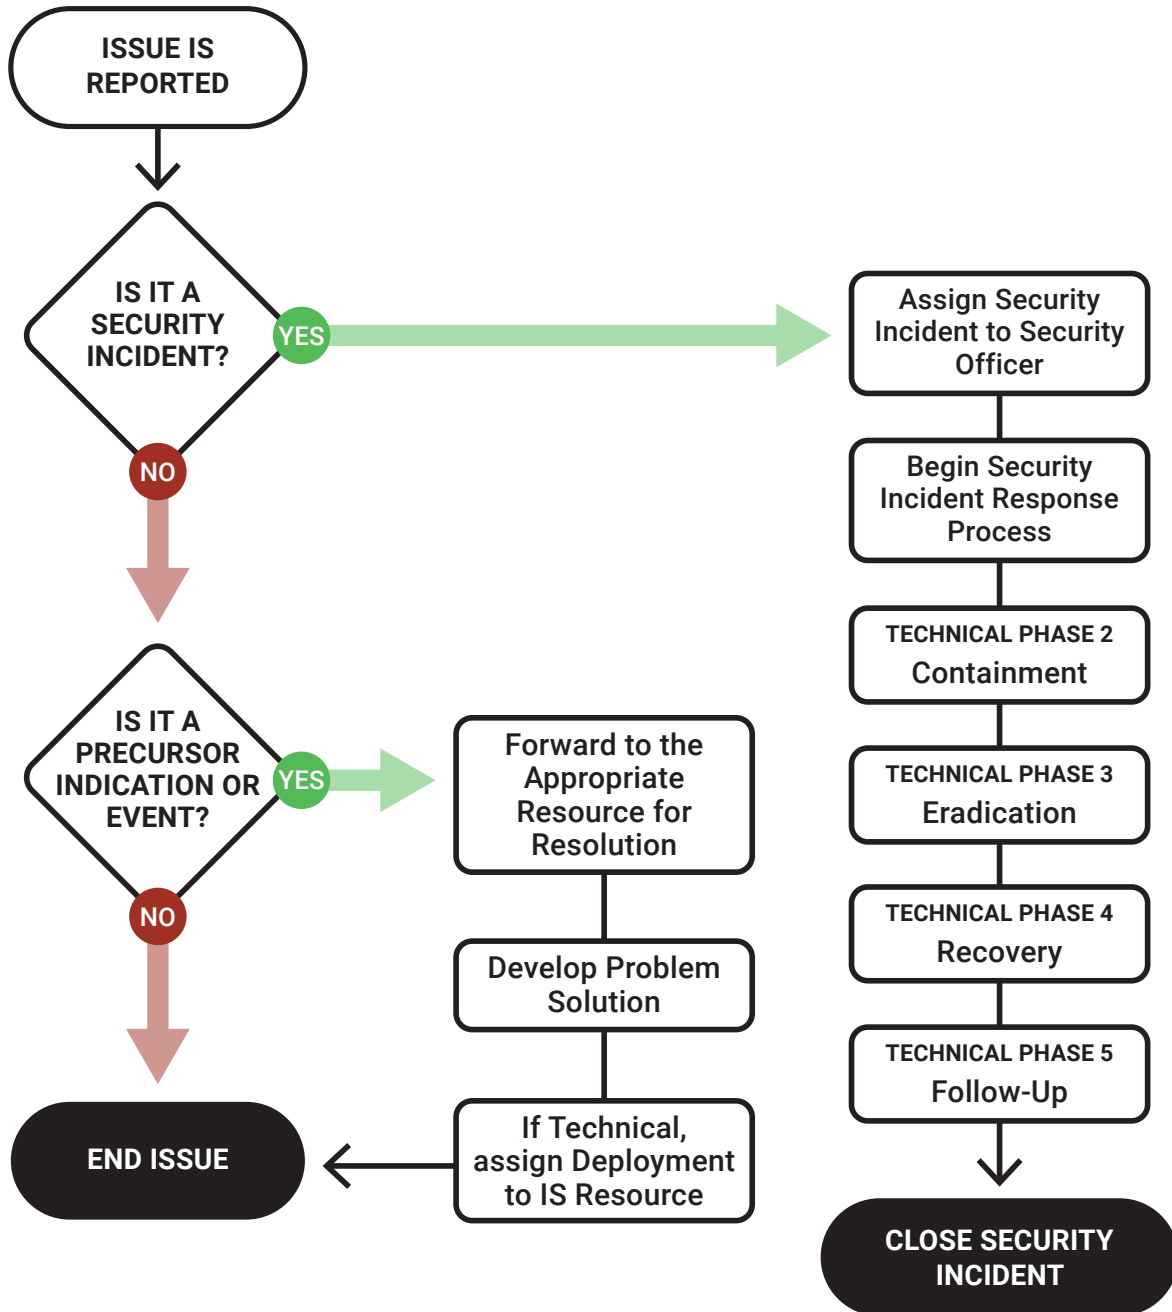 ISSUE IS
REPORTED
IS IT A
SECURITY
INCIDENT?
YES
NO
Assign Security
Incident to Security
Officer
Begin Security
Incident Response
Process
TECHNICAL PHASE 2
Containment
TECHNICAL PHASE 3
Eradication
TECHNICAL PHASE 4
Recovery
TECHNICAL PHASE 5
Follow-Up
CLOSE SECURITY
INCIDENT
IS IT A
PRECURSOR
INDICATION OR
EVENT?
YES
NO
Forward to the
Appropriate
Resource for
Resolution
Develop Problem
Solution
If Technical,
assign Deployment
to IS Resource
END ISSUE